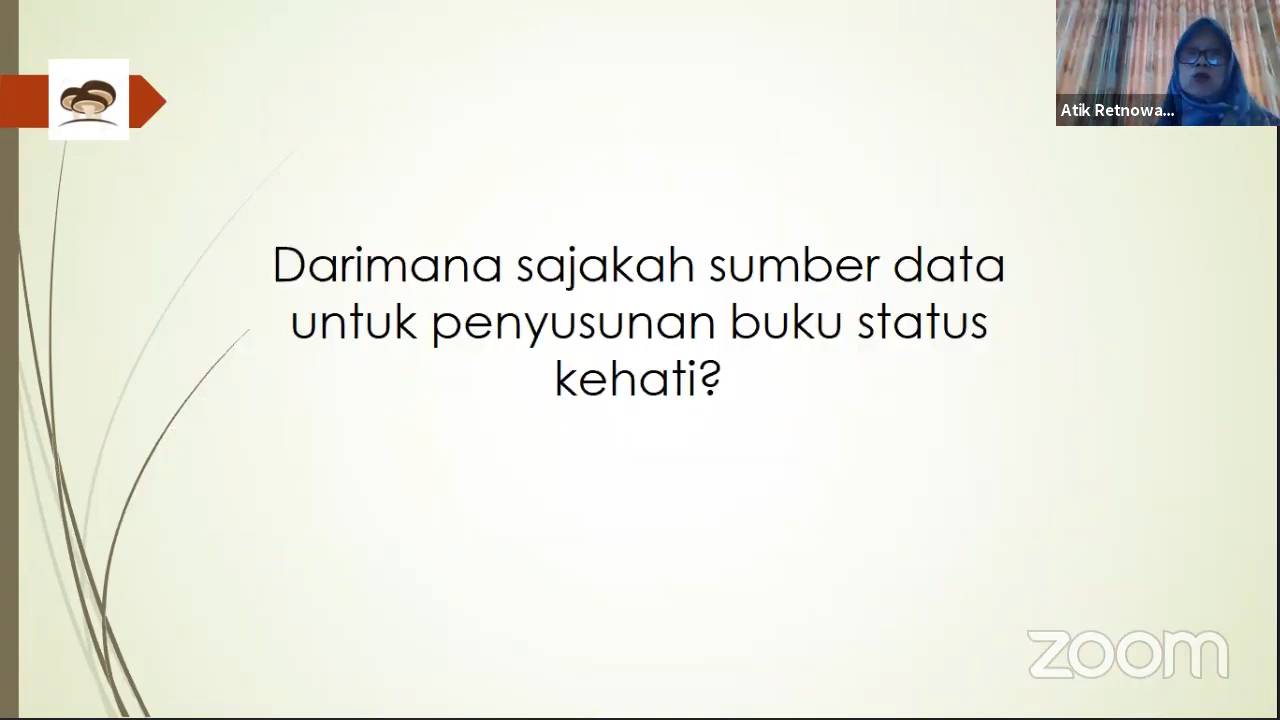 Atik Retnowa...
Darimana sajakah sumber data
untuk penyusunan buku status
kehati?
zoom